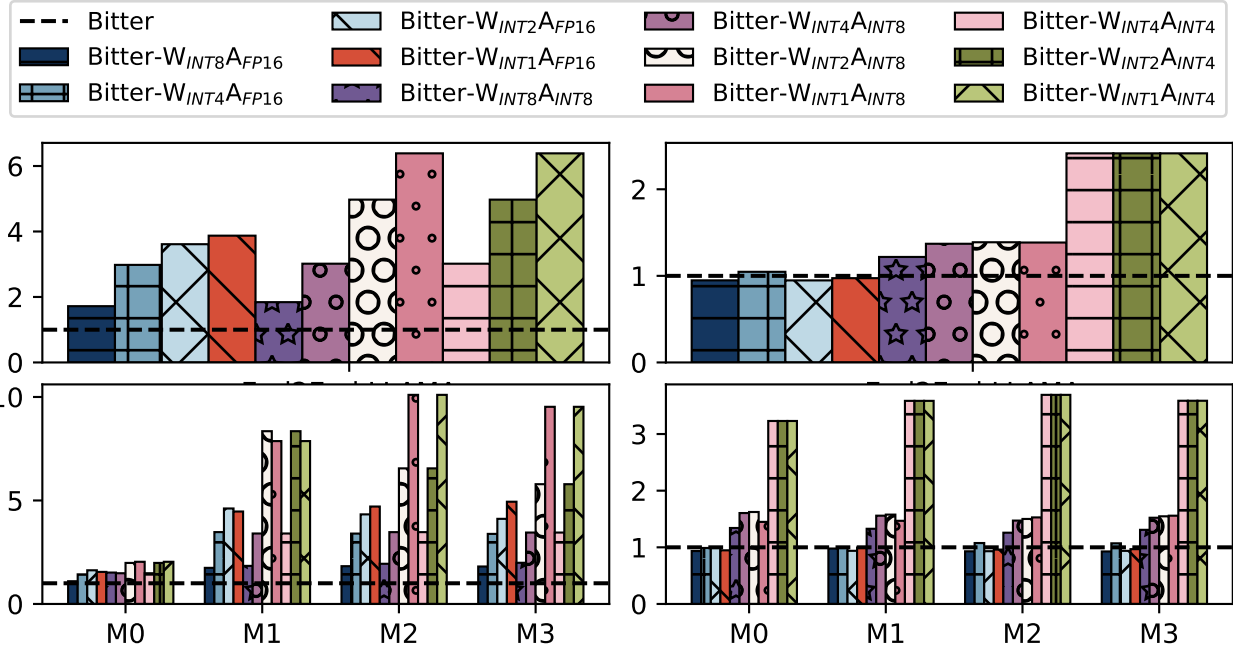 Bitter
Bitter-W_INT8A_FP16
Bitter-W_INT4A_FP16
Bitter-W_INT2A_FP16
Bitter-W_INT1A_FP16
Bitter-W_INT8A_INT8
Bitter-W_INT4A_INT8
Bitter-W_INT2A_INT8
Bitter-W_INT1A_INT8
Bitter-W_INT4A_INT4
Bitter-W_INT2A_INT4
Bitter-W_INT1A_INT4
6
4
2
0
2
1
0
10
5
0
M0 M1 M2 M3
3
2
1
0
M0 M1 M2 M3